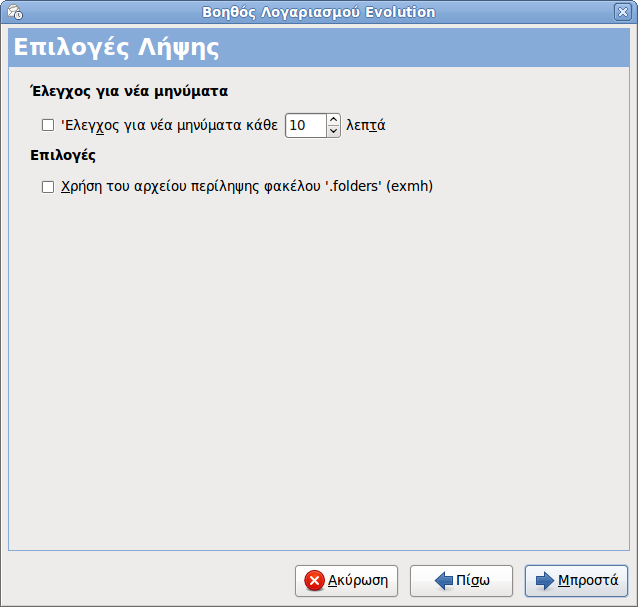 Βοηθός Λογαριασμού Evolution
Επιλογές Λήψης
Έλεγχος για νέα μηνύματα
'Ελεγχος για νέα μηνύματα κάθε 10 λεπτά
Επιλογές
Χρήση του αρχείου περίληψης φακέλου '.folders' (exmh)
Ακύρωση Πίσω Μπροστά